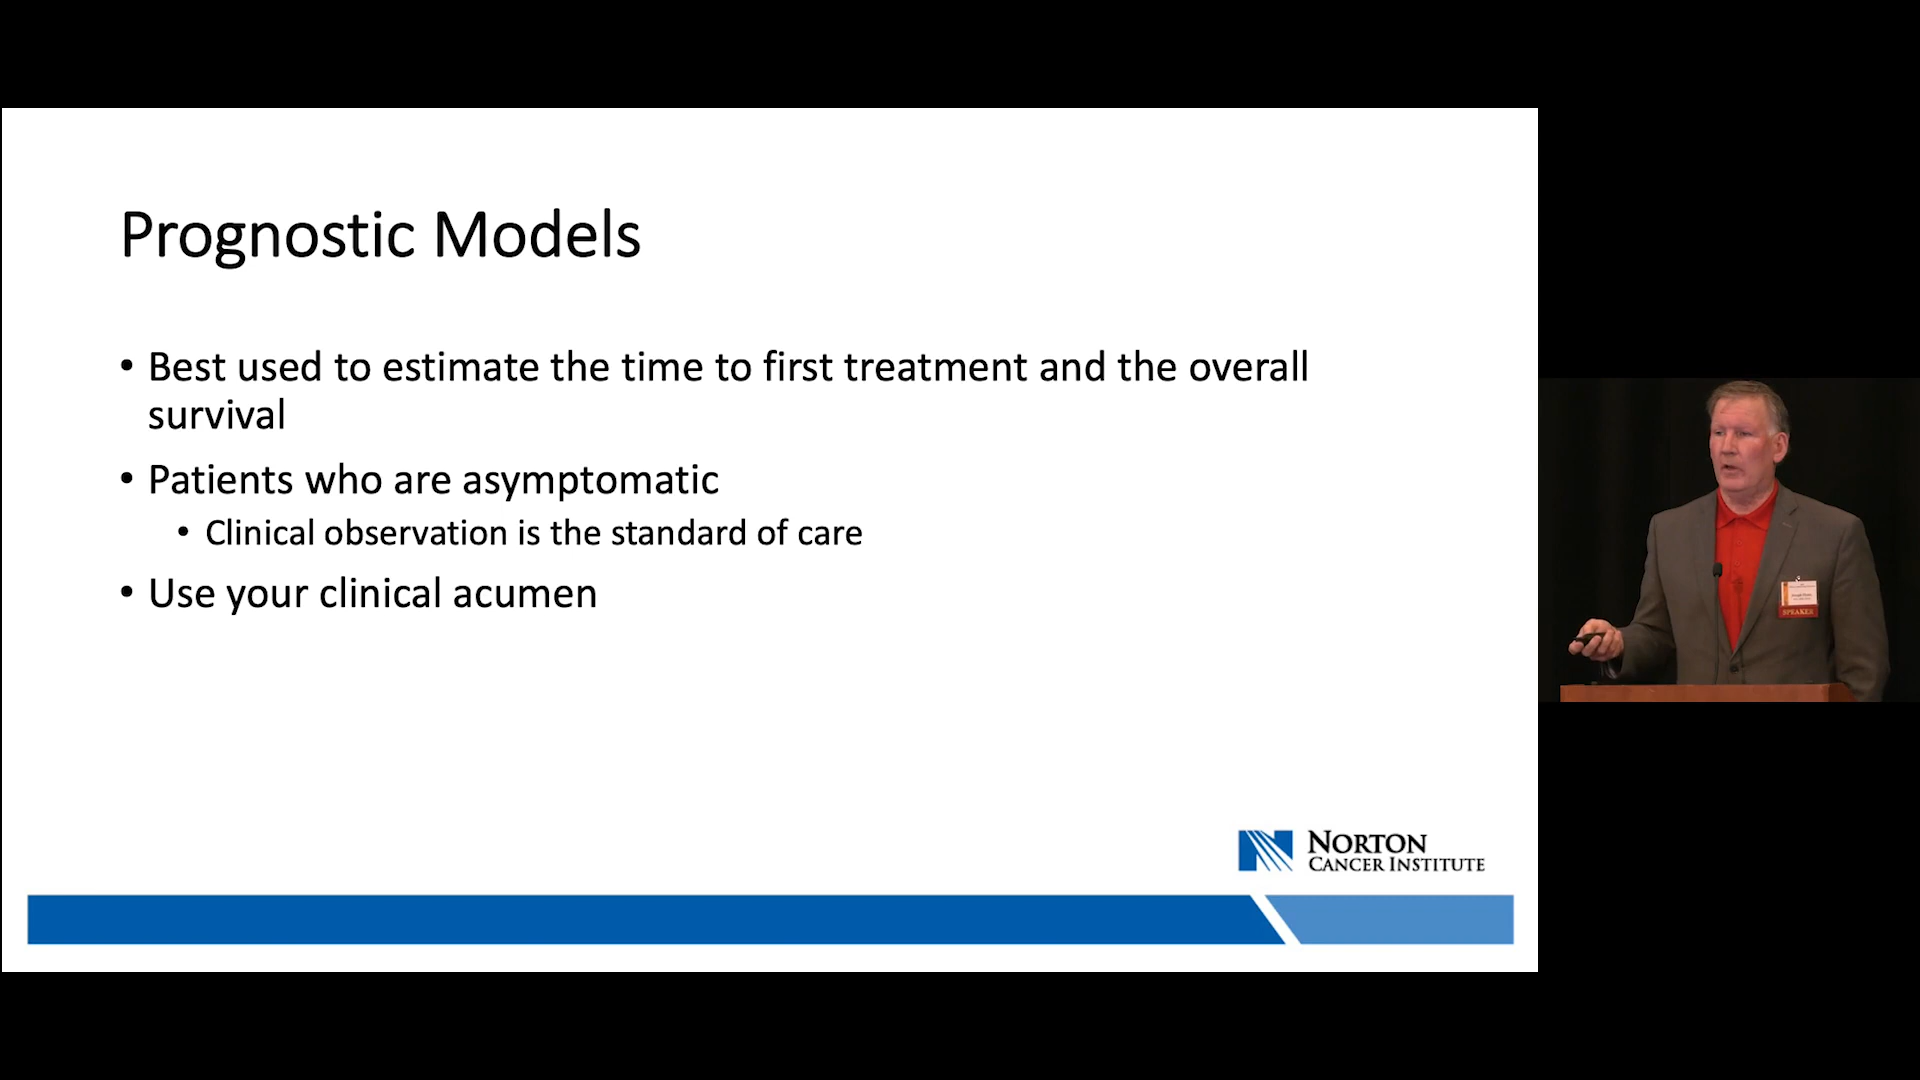 Prognostic Models
• Best used to estimate the time to first treatment and the overall
survival
• Patients who are asymptomatic
• Clinical observation is the standard of care
• Use your clinical acumen
NORTON
CANCER INSTITUTE
SPEAKER